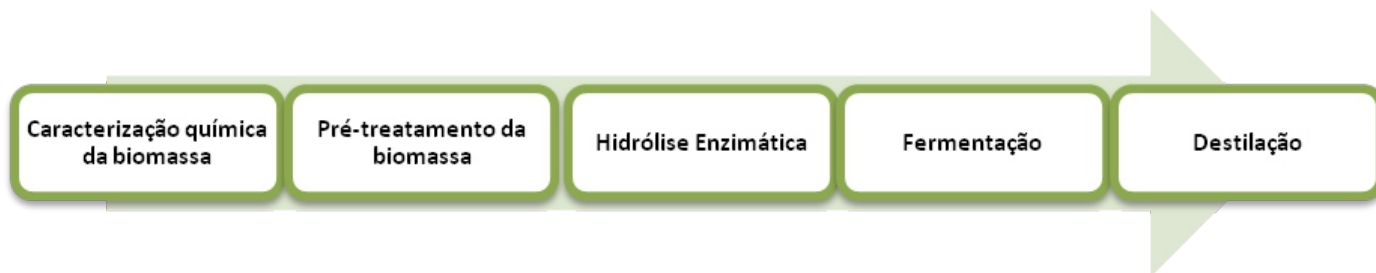 Caracterização química
da biomassa
Pré-treatamento da
biomassa
Hidrólise Enzimática
Fermentação
Destilação